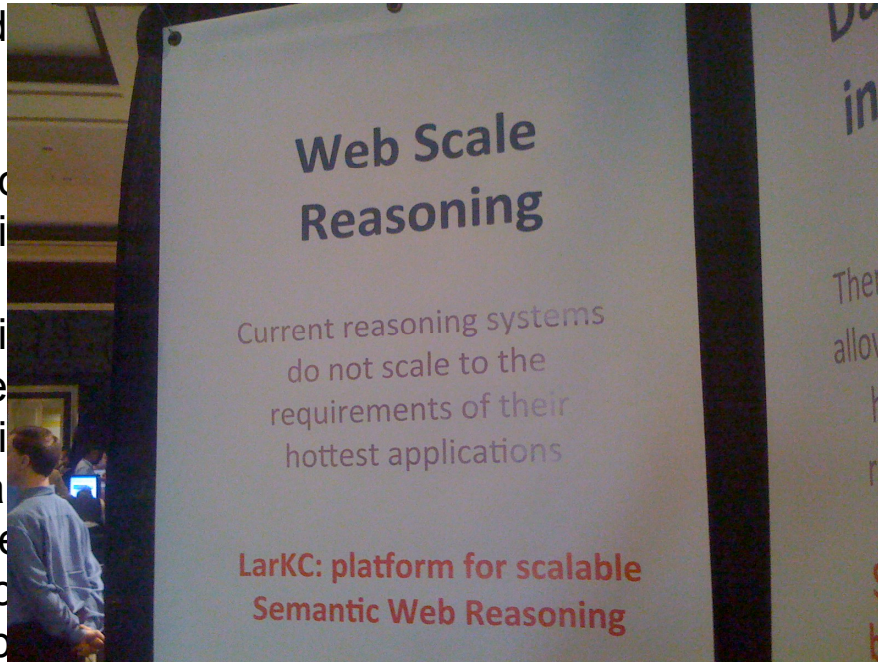 Web Scale
Reasoning
Current reasoning systems
do not scale to the
requirements of their
hottest applications
LarKC: platform for scalable
Semantic Web Reasoning
in